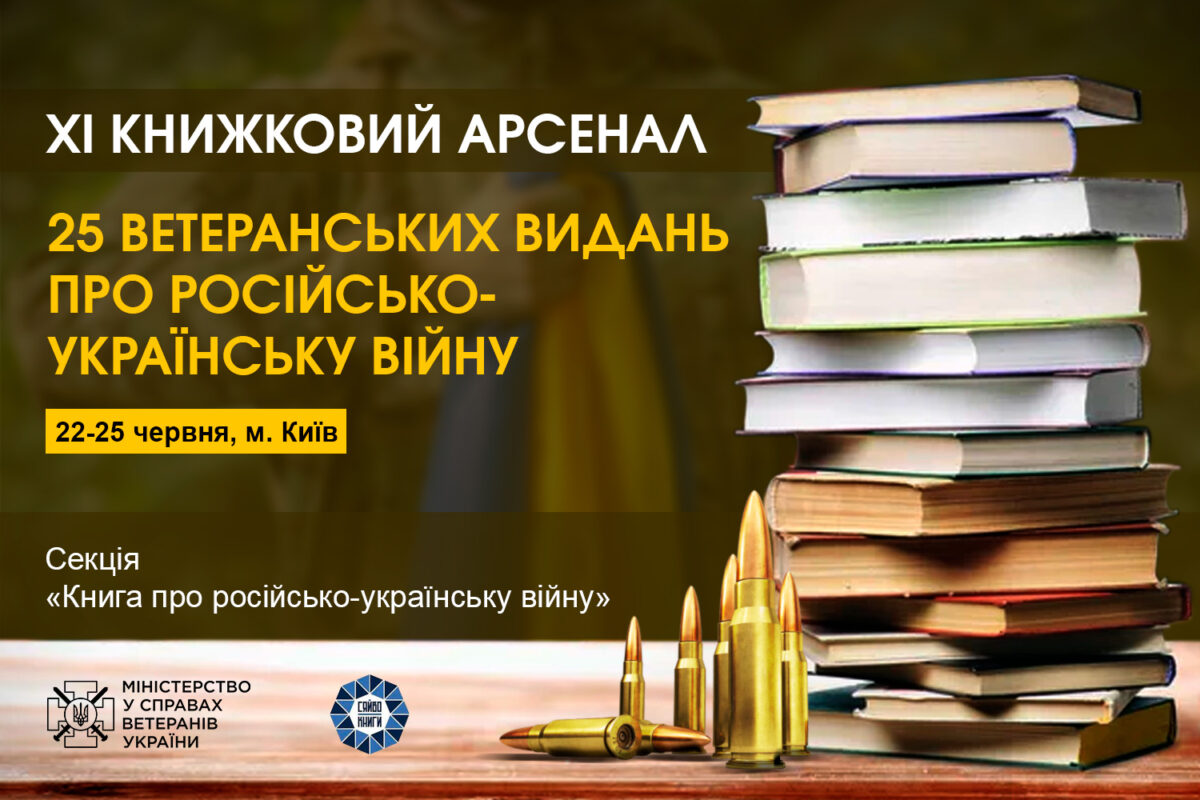 XI КНИЖКОВИЙ АРСЕНАЛ
25 ВЕТЕРАНСЬКИХ ВИДАНЬ
ПРО РОСІЙСЬКО-
УКРАЇНСЬКУ ВІЙНУ
22-25 червня, м. Київ
Секція
«Книга про російсько-українську війну»
МІНІСТЕРСТВО
У СПРАВАХ
ВЕТЕРАНІВ
УКРАЇНИ
САЙВО
КНИГИ